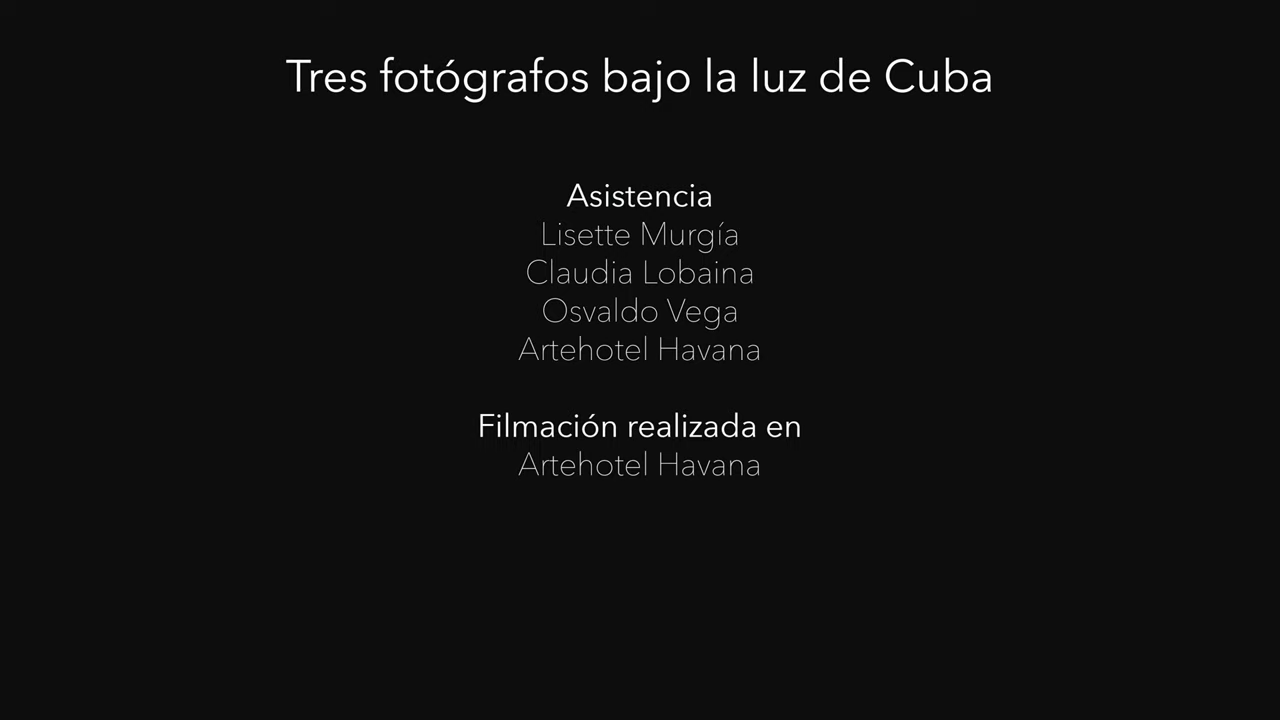 Tres fotógrafos bajo la luz de Cuba
Asistencia
Lisette Murgía
Claudia Lobaina
Osvaldo Vega
Artehotel Havana
Filmación realizada en
Artehotel Havana